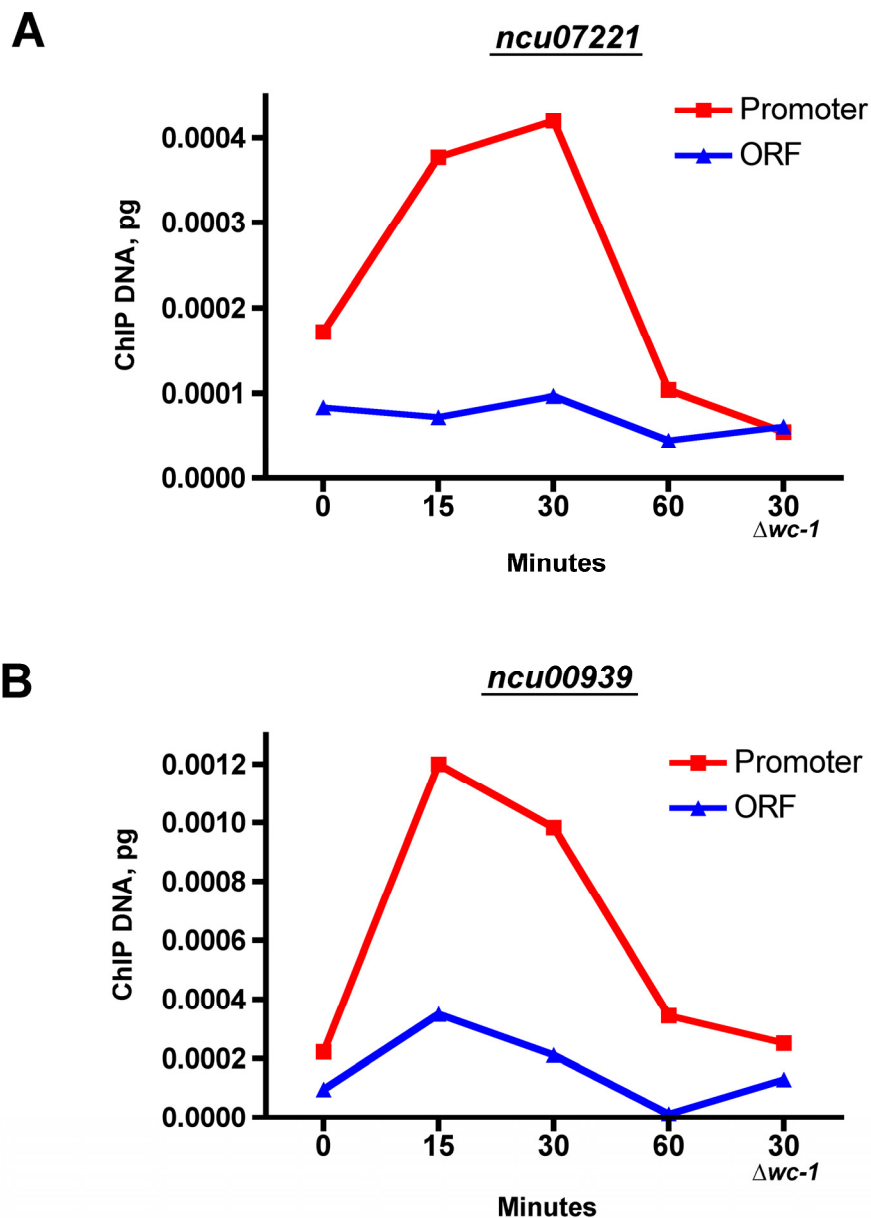 A
ncu07221
Promoter
ORF
ChIP DNA, pg
0.0004
0.0003
0.0002
0.0001
0.0000
0 15 30 60 30
Δwc-1
Minutes
B
ncu00939
Promoter
ORF
ChIP DNA, pg
0.0012
0.0010
0.0008
0.0006
0.0004
0.0002
0.0000
0 15 30 60 30
Δwc-1
Minutes